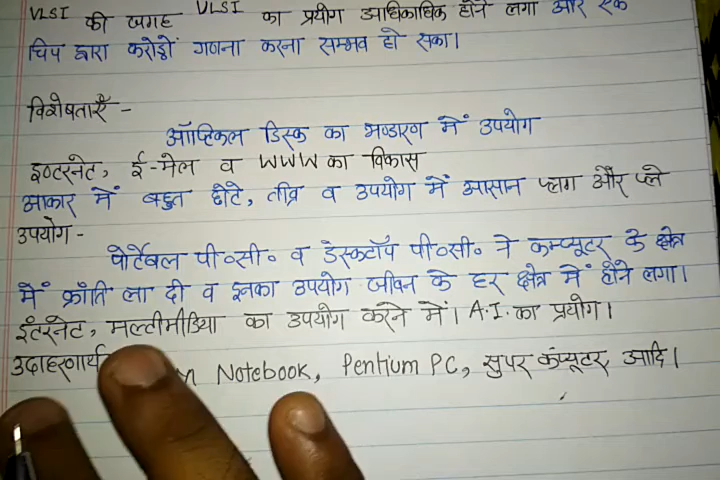 VLSI की जगह VLSI का प्रयोग अधिकाधिक होने लगा और एक
चिप द्वारा करोड़ों गणना करना सम्भव हो सका।
विशेषताएँ -
ऑप्टिकल डिस्क का भण्डारण में उपयोग
इण्टरनेट, ई-मेल व WWW का विकास
आकार में बहुत छोटे, तीव्र व उपयोग में आसान प्लग और प्ले
उपयोग -
पोर्टेबल पी०सी० व डेस्कटॉप पी०सी० ने कम्प्यूटर के क्षेत्र
में क्रांति ला दी व इनका उपयोग जीवन के हर क्षेत्र में होने लगा।
इंटरनेट, मल्टीमीडिया का उपयोग करने में। A.I. का प्रयोग।
उदाहरणार्थ Notebook, Pentium PC, सुपर कंप्यूटर, आदि।